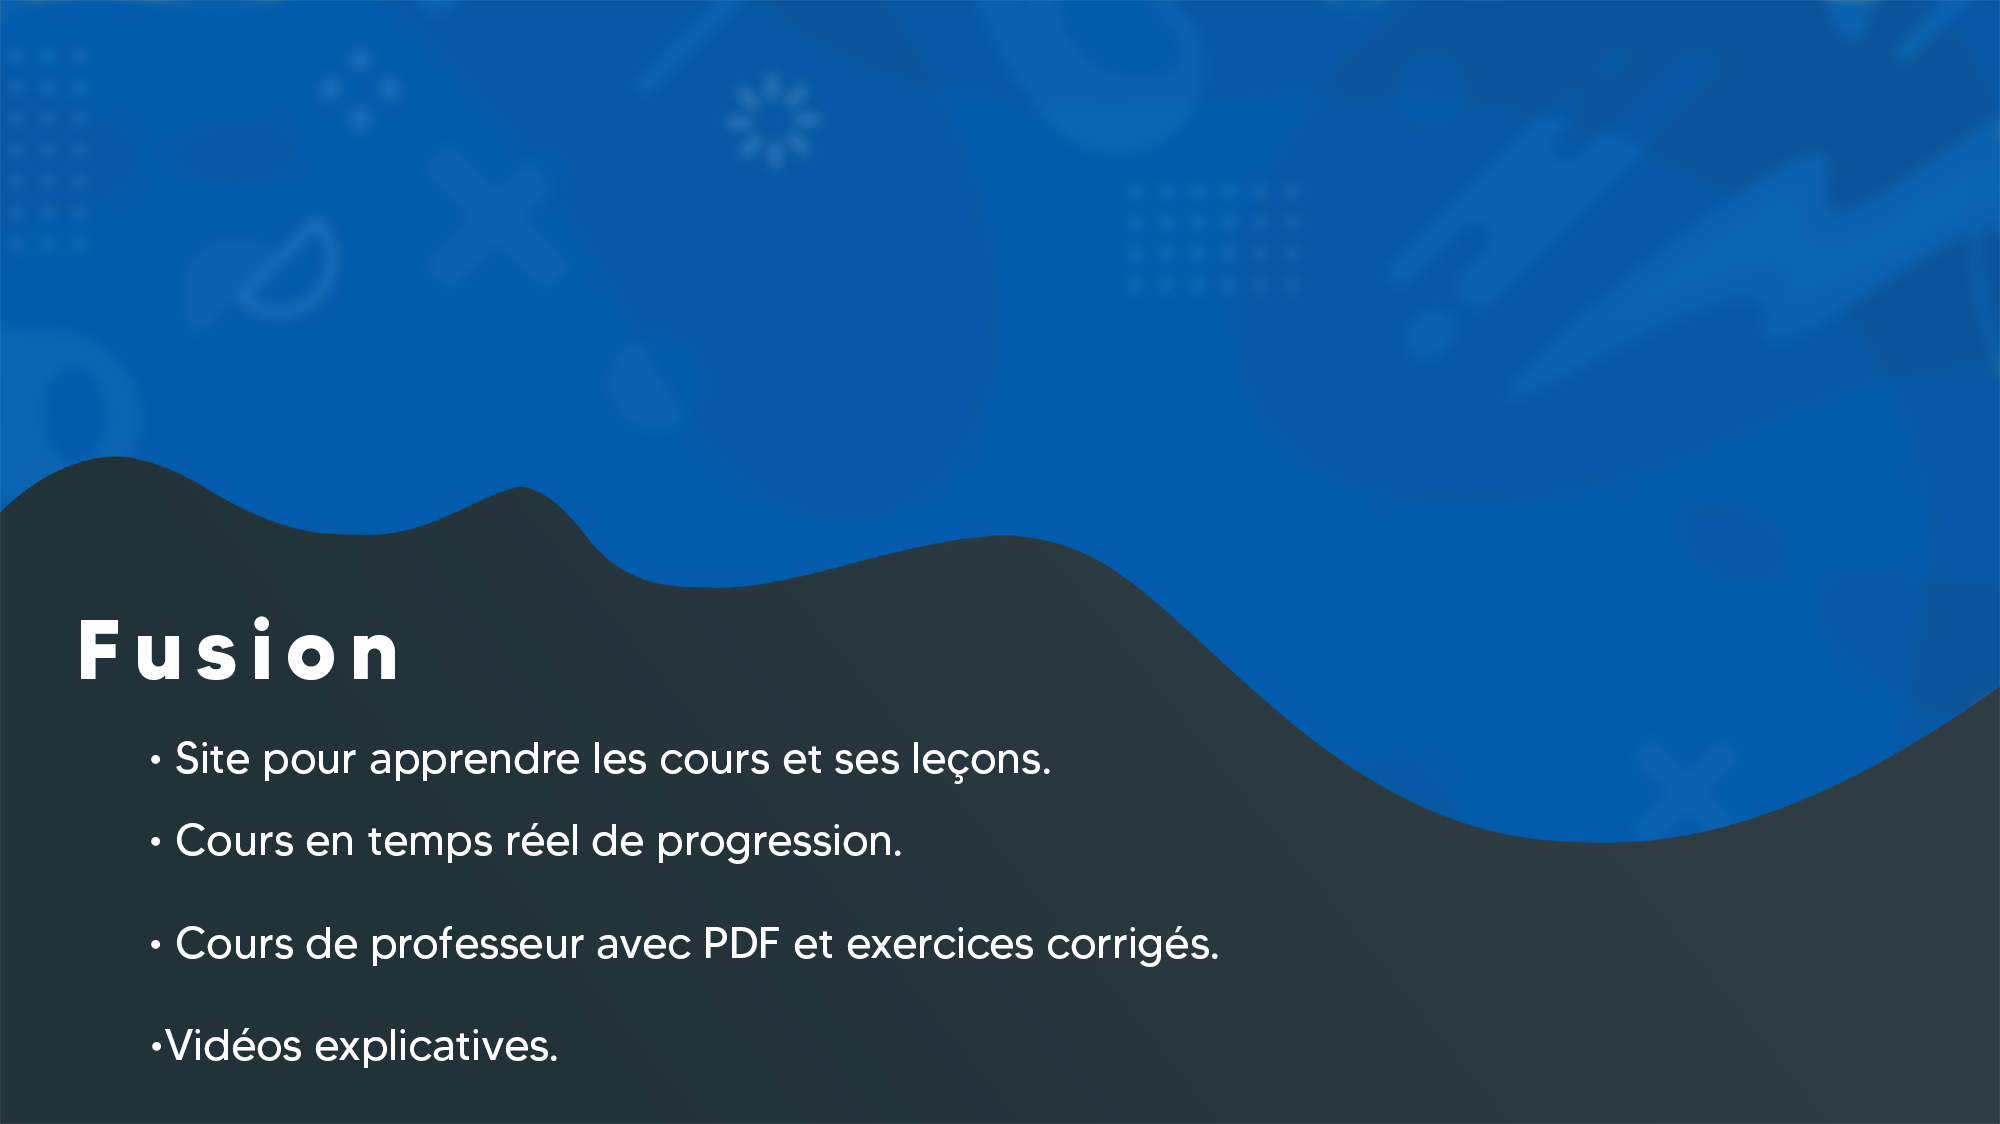 Fusion
• Site pour apprendre les cours et ses leçons.
• Cours en temps réel de progression.
• Cours de professeur avec PDF et exercices corrigés.
•Vidéos explicatives.